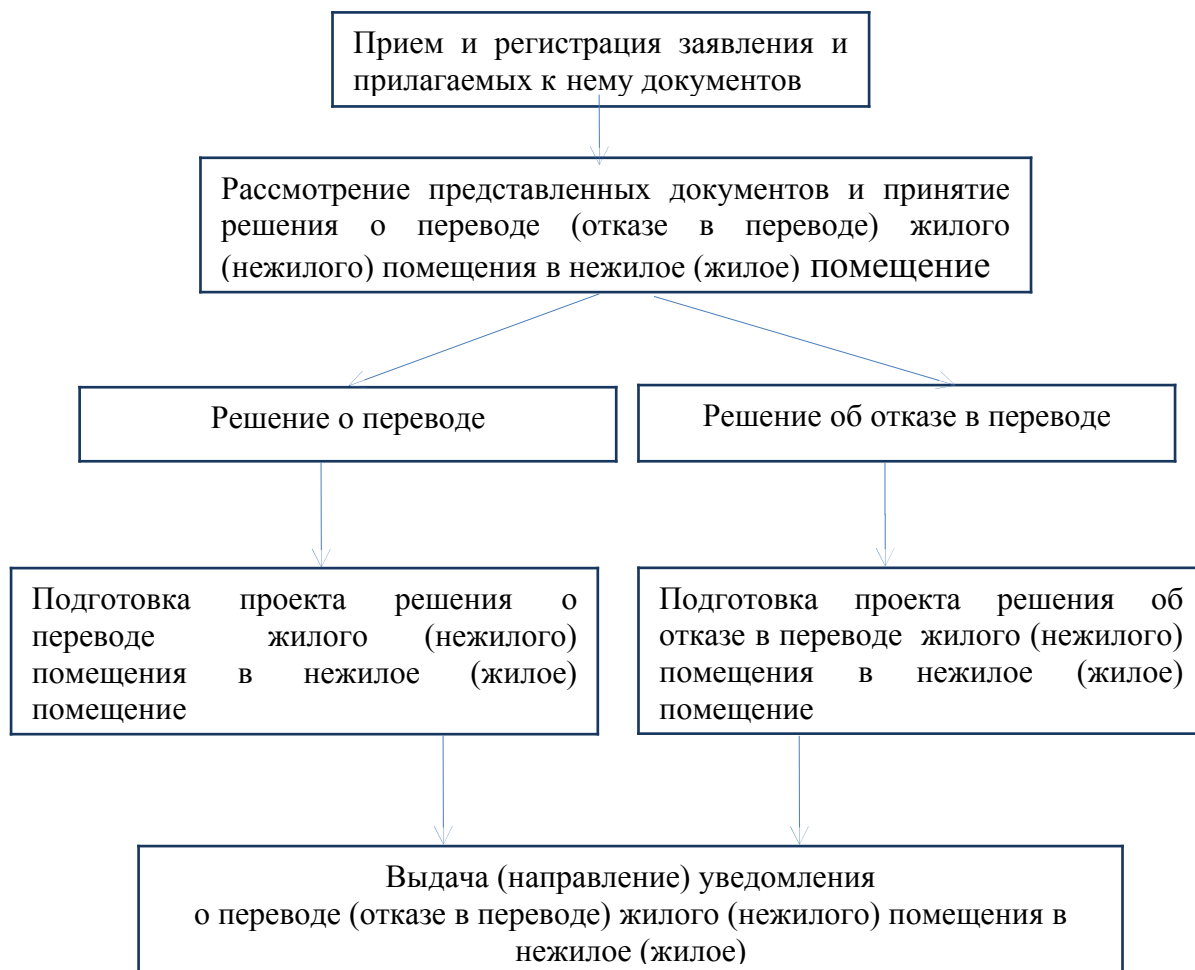 Прием и регистрация заявления и
прилагаемых к нему документов
Рассмотрение представленных документов и принятие
решения о переводе (отказе в переводе) жилого
(нежилого) помещения в нежилое (жилое) помещение
Решение о переводе
Решение об отказе в переводе
Подготовка проекта решения о
переводе жилого (нежилого)
помещения в нежилое (жилое)
помещение
Подготовка проекта решения об
отказе в переводе жилого (нежилого)
помещения в нежилое (жилое)
помещение
Выдача (направление) уведомления
о переводе (отказе в переводе) жилого (нежилого) помещения в
нежилое (жилое)